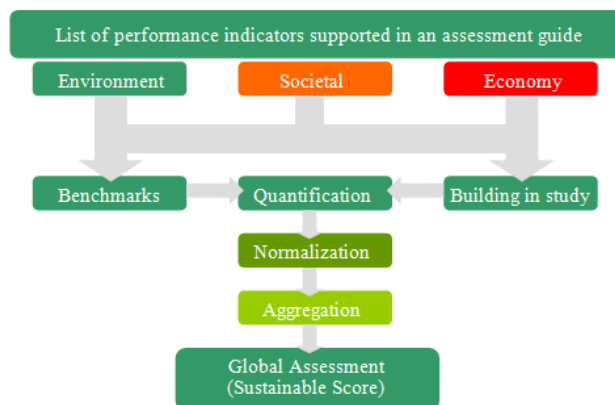 List of performance indicators supported in an assessment guide
Environment
Societal
Economy
Benchmarks
Quantification
Building in study
Normalization
Aggregation
Global Assessment
(Sustainable Score)